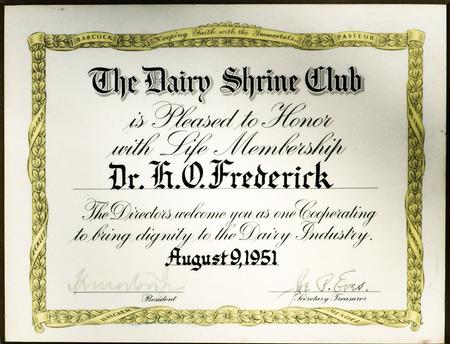 BABCOCK Keeping Faith with the Immortals PASTEUR
The Dairy Shrine Club
is Pleased to Honor
with Life Membership
Dr. H.O. Frederick
The Directors welcome you as one Cooperating
to bring dignity to the Dairy Industry.
August 9, 1951
Joe P. Eves.
President Secretary Treasurer